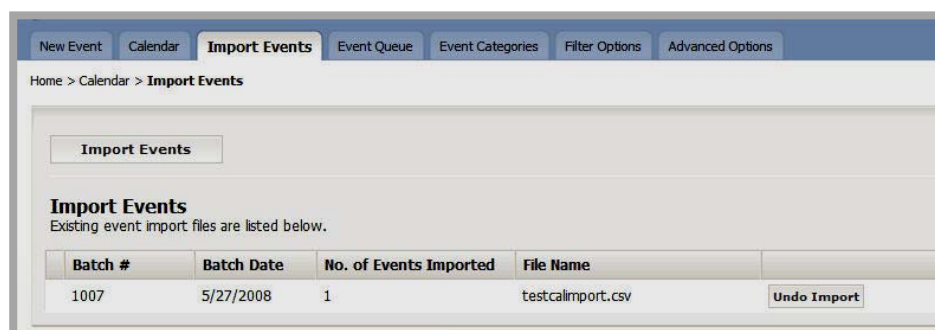 New Event Calendar Import Events Event Queue Event Categories Filter Options Advanced Options
Home > Calendar > Import Events
Import Events
Import Events
Existing event import files are listed below.
Batch # Batch Date No. of Events Imported File Name
1007 5/27/2008 1 testcalimport.csv Undo Import